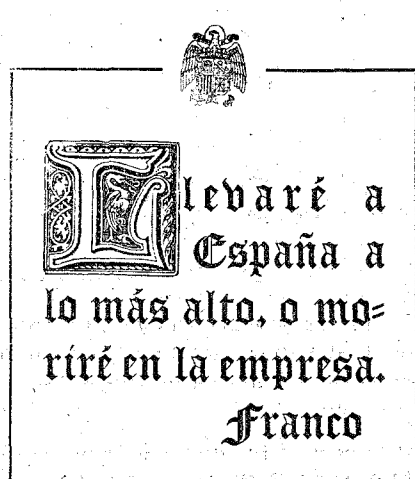 Llevaré a
España a
lo más alto, o mo=
riré en la empresa.
Franco